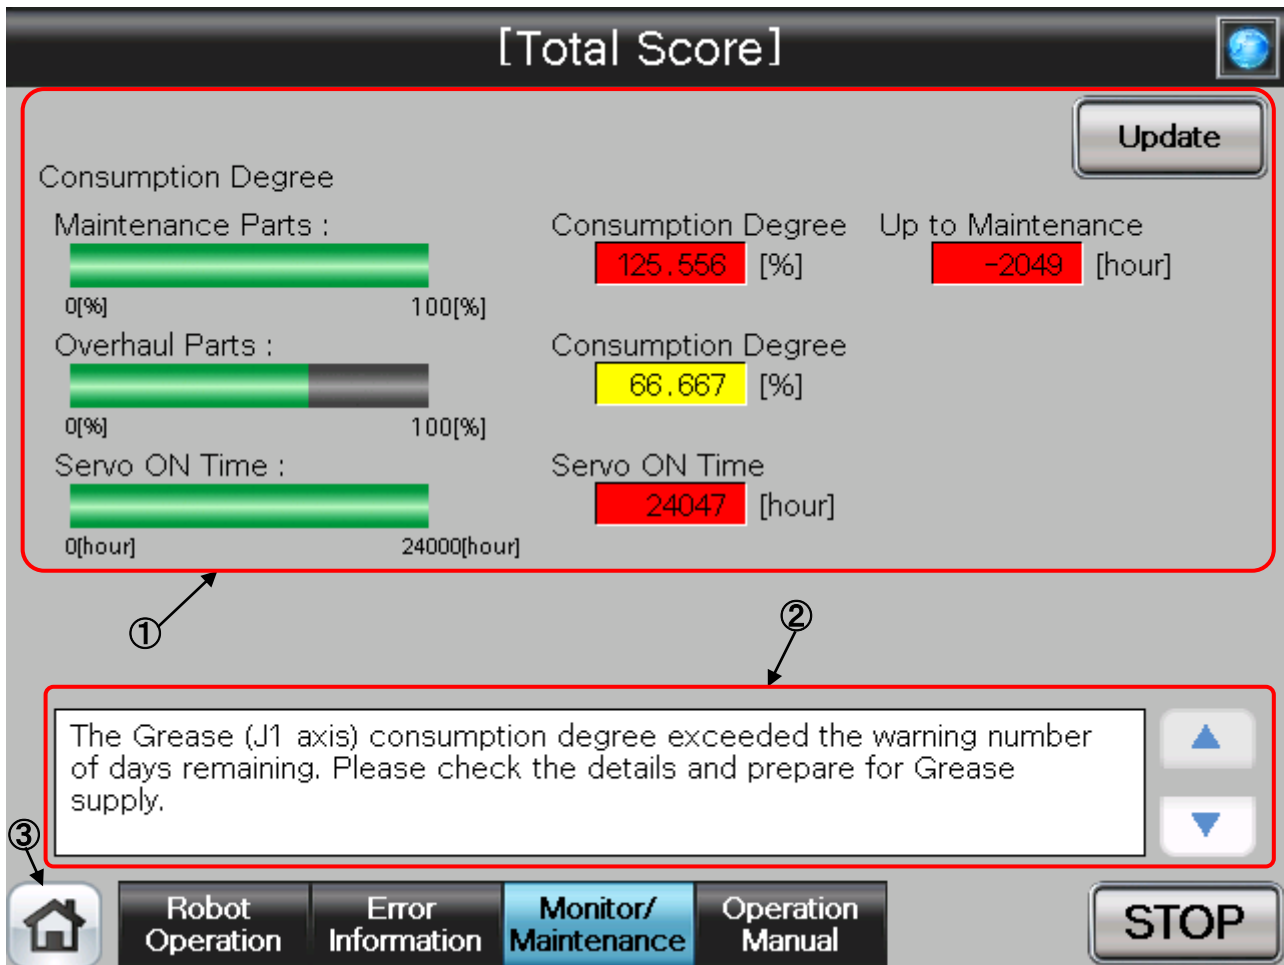 [Total Score]
Update
Consumption Degree
Maintenance Parts :
Consumption Degree
Up to Maintenance
125.556 [%]
-2049 [hour]
0[%] 100[%]
Overhaul Parts :
Consumption Degree
66.667 [%]
0[%] 100[%]
Servo ON Time :
Servo ON Time
24047 [hour]
0[hour] 24000[hour]
①
②
The Grease (J1 axis) consumption degree exceeded the warning number
of days remaining. Please check the details and prepare for Grease
supply.
③
Robot
Operation
Error
Information
Monitor/
Maintenance
Operation
Manual
STOP